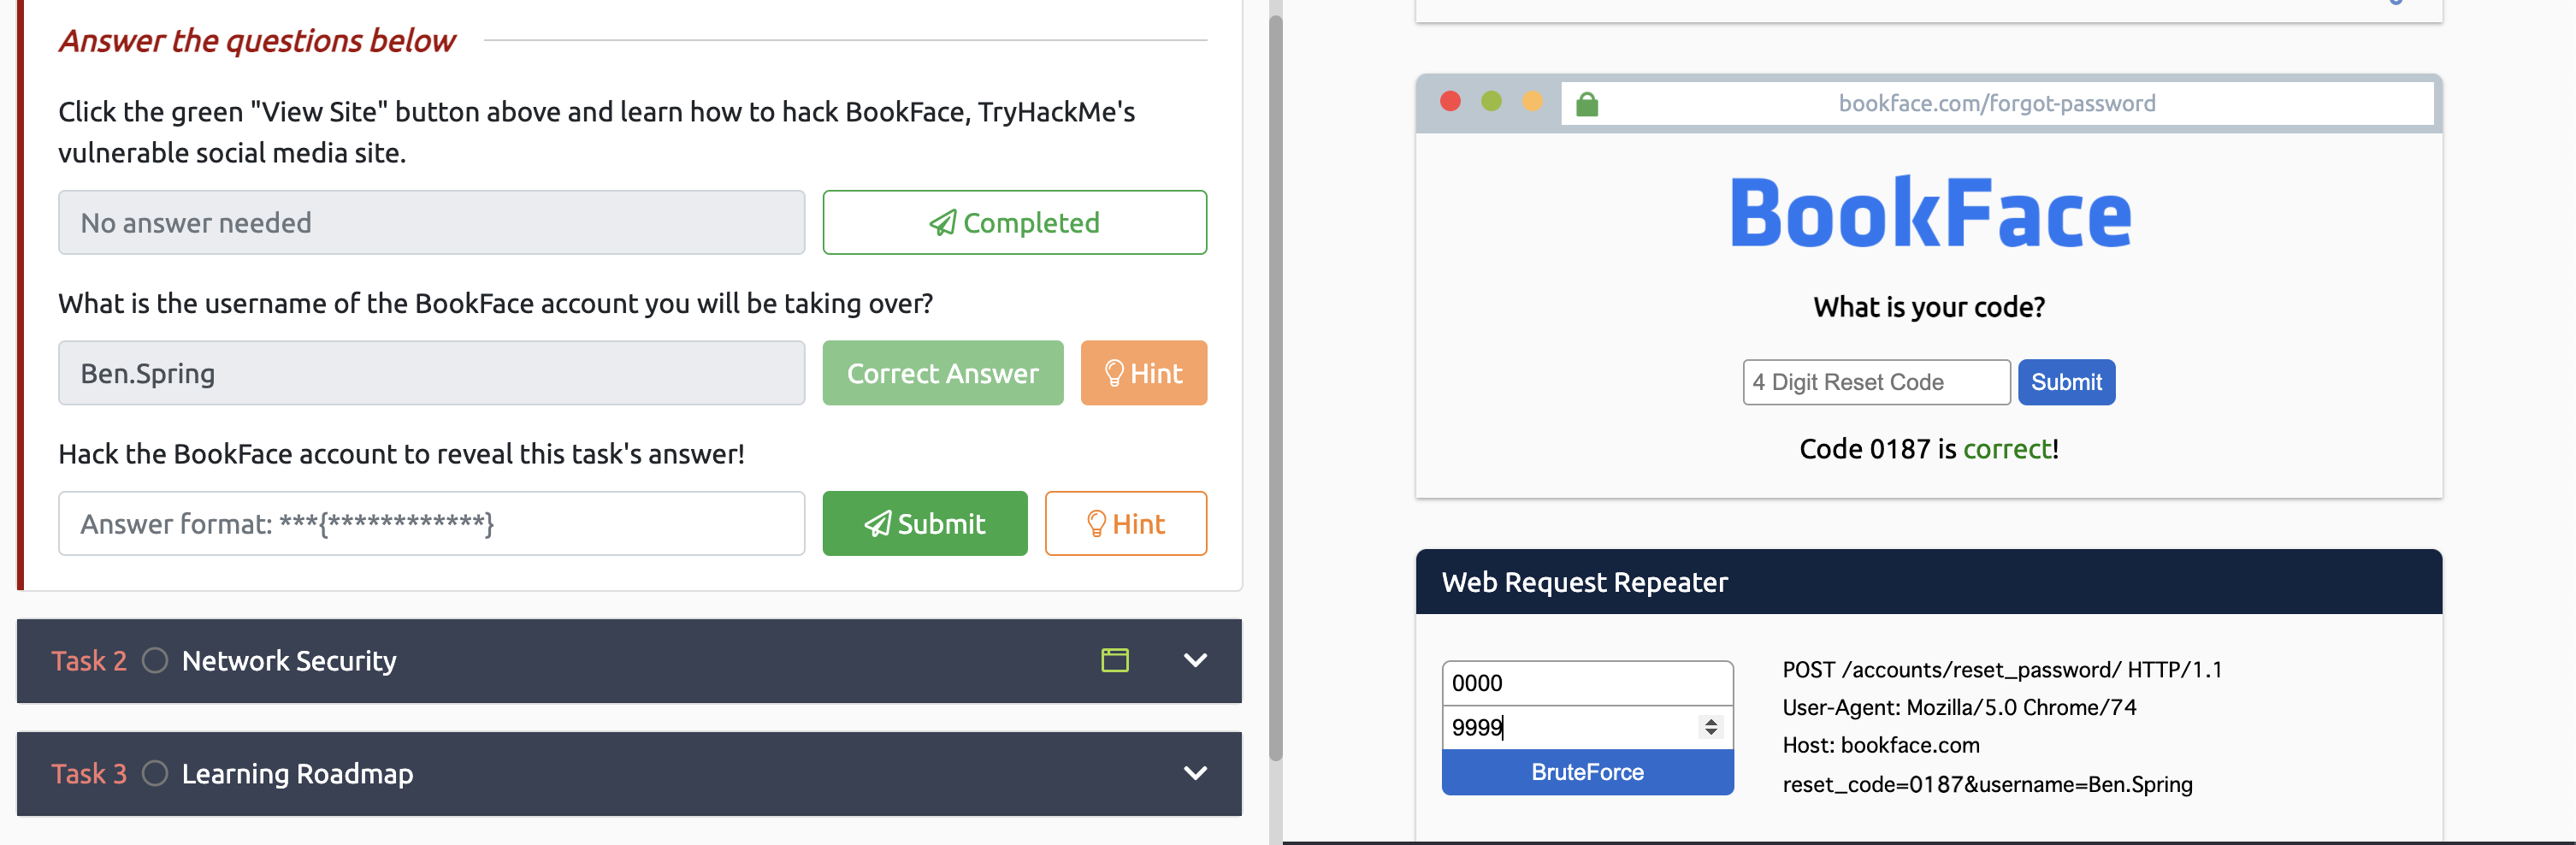 Answer the questions below
Click the green "View Site" button above and learn how to hack BookFace, TryHackMe's
vulnerable social media site.
No answer needed
Completed
What is the username of the BookFace account you will be taking over?
Ben.Spring
Correct Answer
Hint
Hack the BookFace account to reveal this task's answer!
Answer format: ***{************}
Submit
Hint
Task 2 Network Security
Task 3 Learning Roadmap
bookface.com/forgot-password
BookFace
What is your code?
4 Digit Reset Code
Submit
Code 0187 is correct!
Web Request Repeater
0000
9999
BruteForce
POST /accounts/reset_password/ HTTP/1.1
User-Agent: Mozilla/5.0 Chrome/74
Host: bookface.com
reset_code=0187&username=Ben.Spring